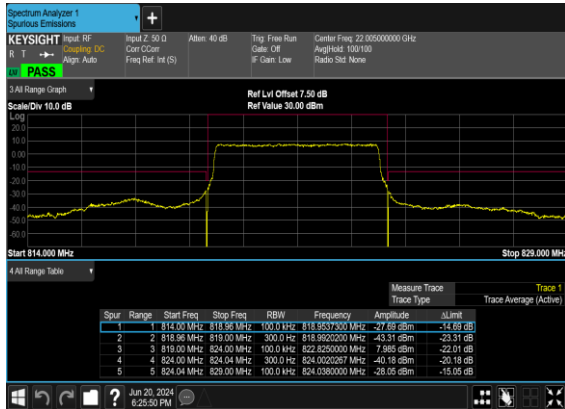 Spectrum Analyzer 1
Spurious Emissions
KEYSIGHT Input: RF Input Z: 50 Ω Atten: 40 dB Trig: Free Run Center Freq: 22.005000000 GHz
R T Coupling: DC Corr CCorr Gate: Off Avg|Hold: 100/100
Align: Auto Freq Ref: Int (S) IF Gain: Low Radio Std: None
PASS
3 All Range Graph
Ref Lvl Offset 7.50 dB
Scale/Div 10.0 dB Ref Value 30.00 dBm
Log
20.0
10.0
0.00
-10.0
-20.0
-30.0
-40.0
-50.0
-60.0
Start 814.000 MHz Stop 829.000 MHz
4 All Range Table
Measure Trace Trace 1
Trace Type Trace Average (Active)
Spur Range Start Freq Stop Freq RBW Frequency Amplitude ΔLimit
1 1 814.00 MHz 818.96 MHz 100.0 kHz 818.9537300 MHz -27.69 dBm -14.69 dB
2 2 818.96 MHz 819.00 MHz 300.0 Hz 818.9920200 MHz -43.31 dBm -23.31 dB
3 3 819.00 MHz 824.00 MHz 100.0 kHz 822.8250000 MHz 7.985 dBm -22.01 dB
4 4 824.00 MHz 824.04 MHz 300.0 Hz 824.0020267 MHz -40.18 dBm -20.18 dB
5 5 824.04 MHz 829.00 MHz 100.0 kHz 824.0380000 MHz -28.05 dBm -15.05 dB
? Jun 20, 2024
6:25:50 PM